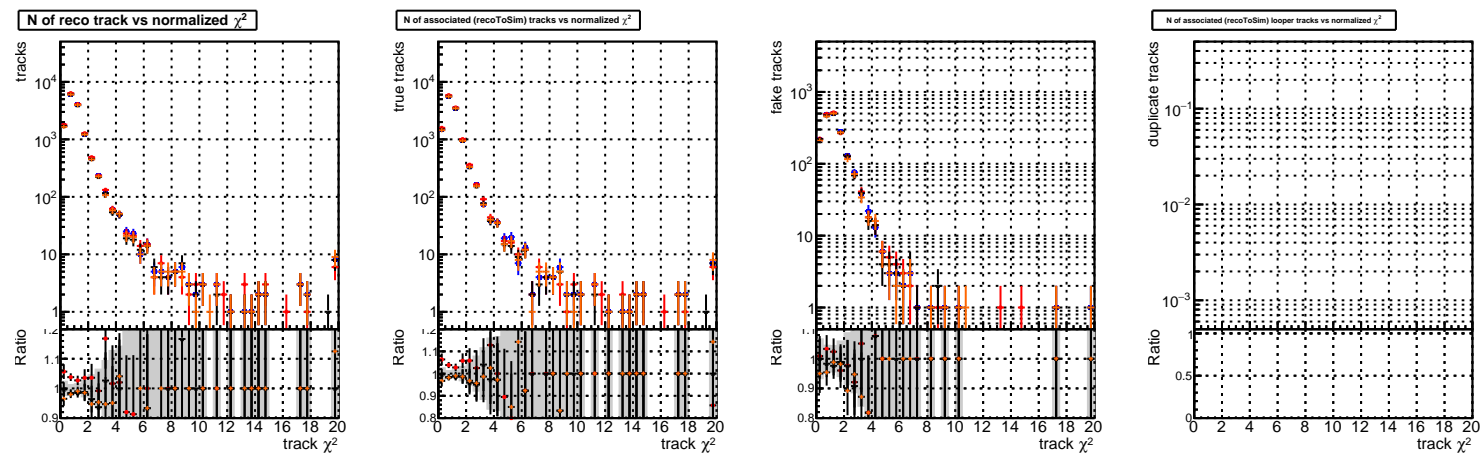 N of reco track vs normalized χ²
tracks
10⁴
10³
10²
10
1
Ratio
1.2
1.1
1
0.9
0 2 4 6 8 10 12 14 16 18 20
track χ²
N of associated (recoToSim) tracks vs normalized χ²
true tracks
10⁴
10³
10²
10
1
Ratio
1.2
1.1
1
0.9
0.8
0 2 4 6 8 10 12 14 16 18 20
track χ²
fake tracks
10³
10²
10
1
Ratio
1.1
1
0.9
0.8
0 2 4 6 8 10 12 14 16 18 20
track χ²
N of associated (recoToSim) looper tracks vs normalized χ²
duplicate tracks
10⁻¹
10⁻²
10⁻³
Ratio
1
0.5
0
0 2 4 6 8 10 12 14 16 18 20
track χ²